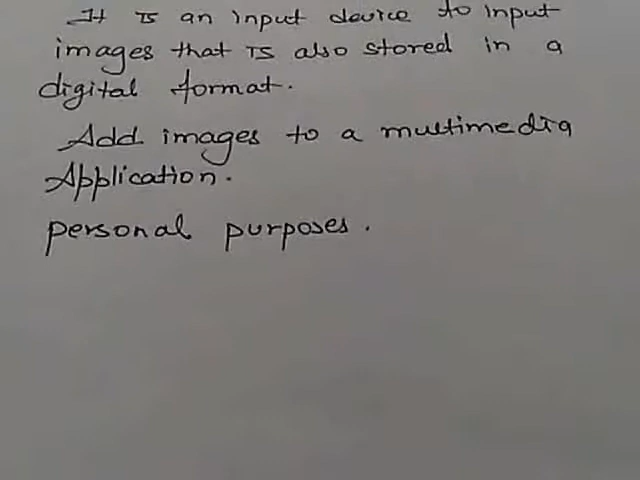 It is an input device to input
images that is also stored in a
digital format.
Add images to a multimedia
Application.
personal purposes.